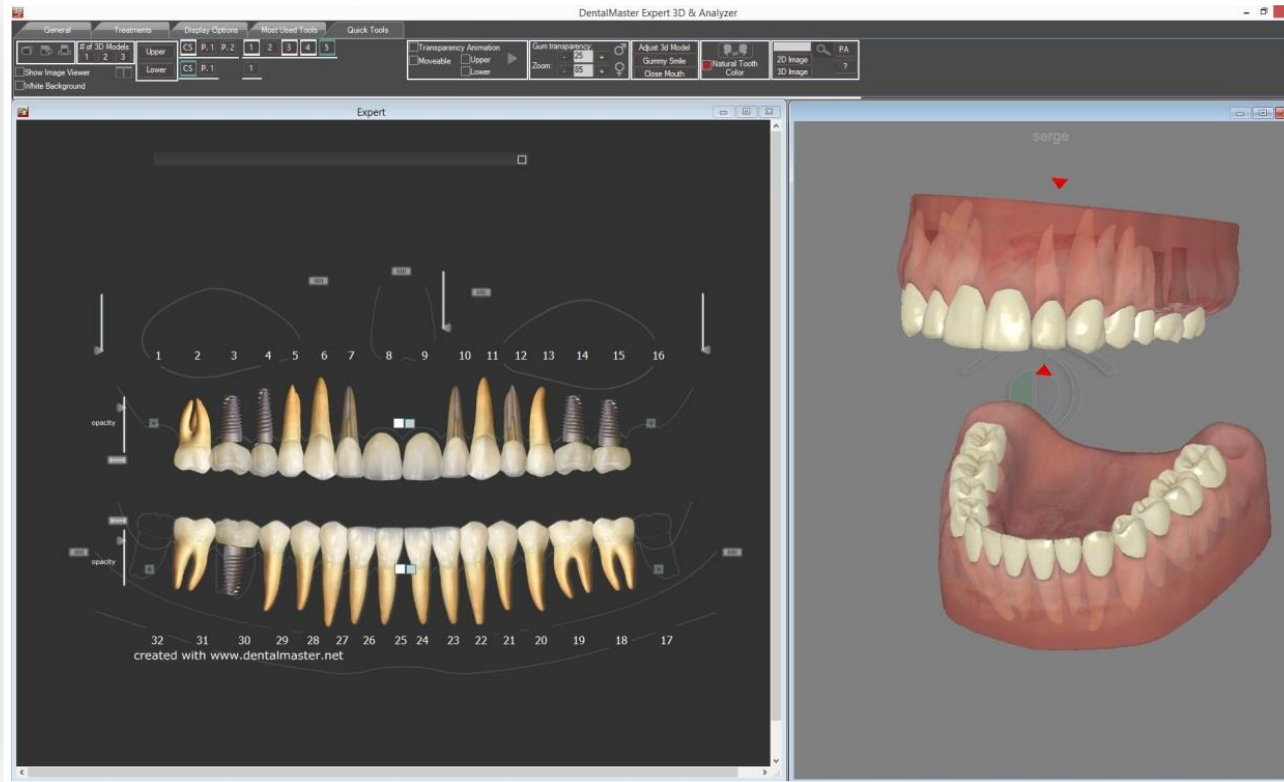 DentalMaster Expert 3D & Analyzer
General Treatments Display Options Most Used Tools Quick Tools
# of 3D Models:
1 2 3
Upper
Lower
CS P. 1 P. 2 1 2 3 4 5
CS P. 1 1
Show Image Viewer
White Background
Transparency Animation
Moveable Upper
Lower
Gum transparency:
- 25 +
Zoom: - 85 +
Adjust 3d Model
Gummy Smile
Close Mouth
Natural Tooth
Color
2D Image
3D Image
PA
?
Expert
1 2 3 4 5 6 7 8 9 10 11 12 13 14 15 16
opacity
opacity
32 31 30 29 28 27 26 25 24 23 22 21 20 19 18 17
created with www.dentalmaster.net
serge